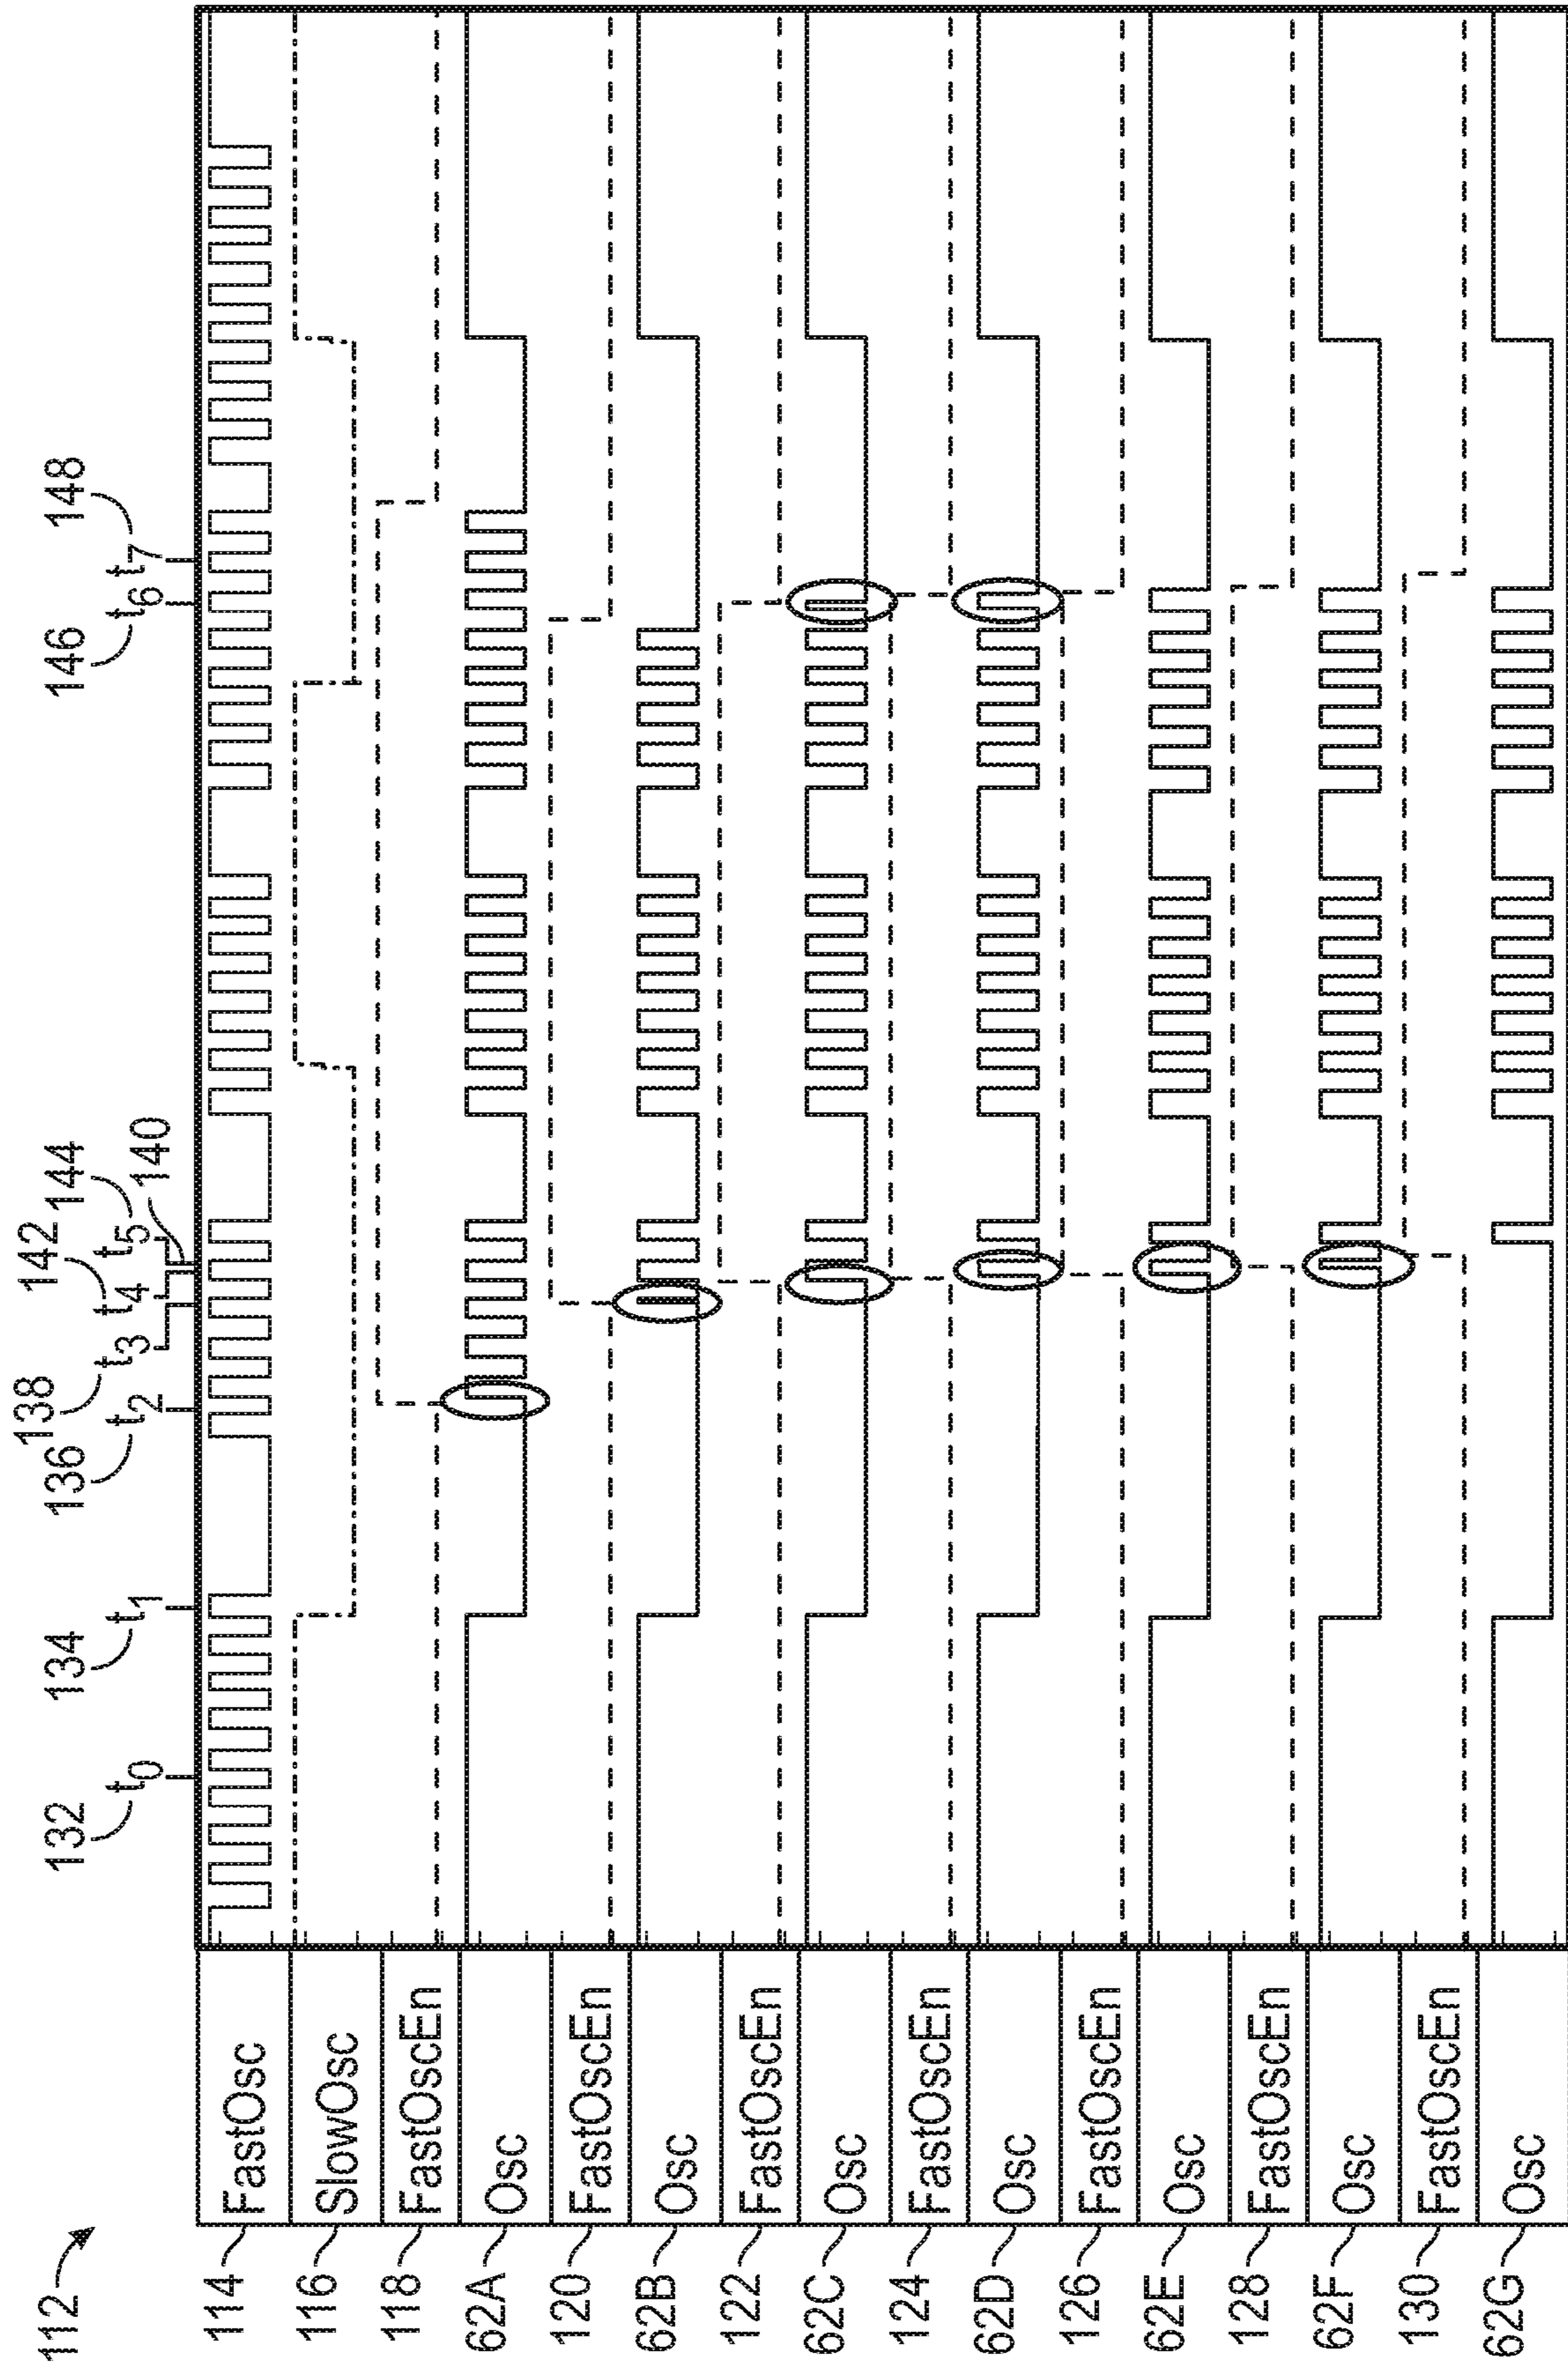 112
132 134 136 138 142 144 146 148
t0 t1 t2 t3 t4 t5 t6 t7
140
114 FastOsc
116 SlowOsc
118 FastOscEn
62A Osc
120 FastOscEn
62B Osc
122 FastOscEn
62C Osc
124 FastOscEn
62D Osc
126 FastOscEn
62E Osc
128 FastOscEn
62F Osc
130 FastOscEn
62G Osc